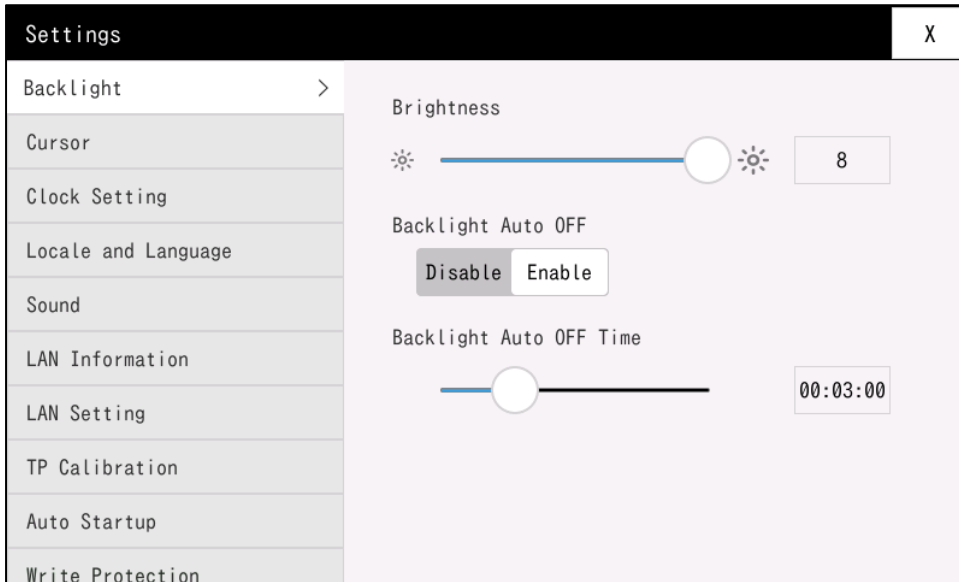 Settings
X
Backlight
Cursor
Clock Setting
Locale and Language
Sound
LAN Information
LAN Setting
TP Calibration
Auto Startup
Write Protection
Brightness
8
Backlight Auto OFF
Disable Enable
Backlight Auto OFF Time
00:03:00